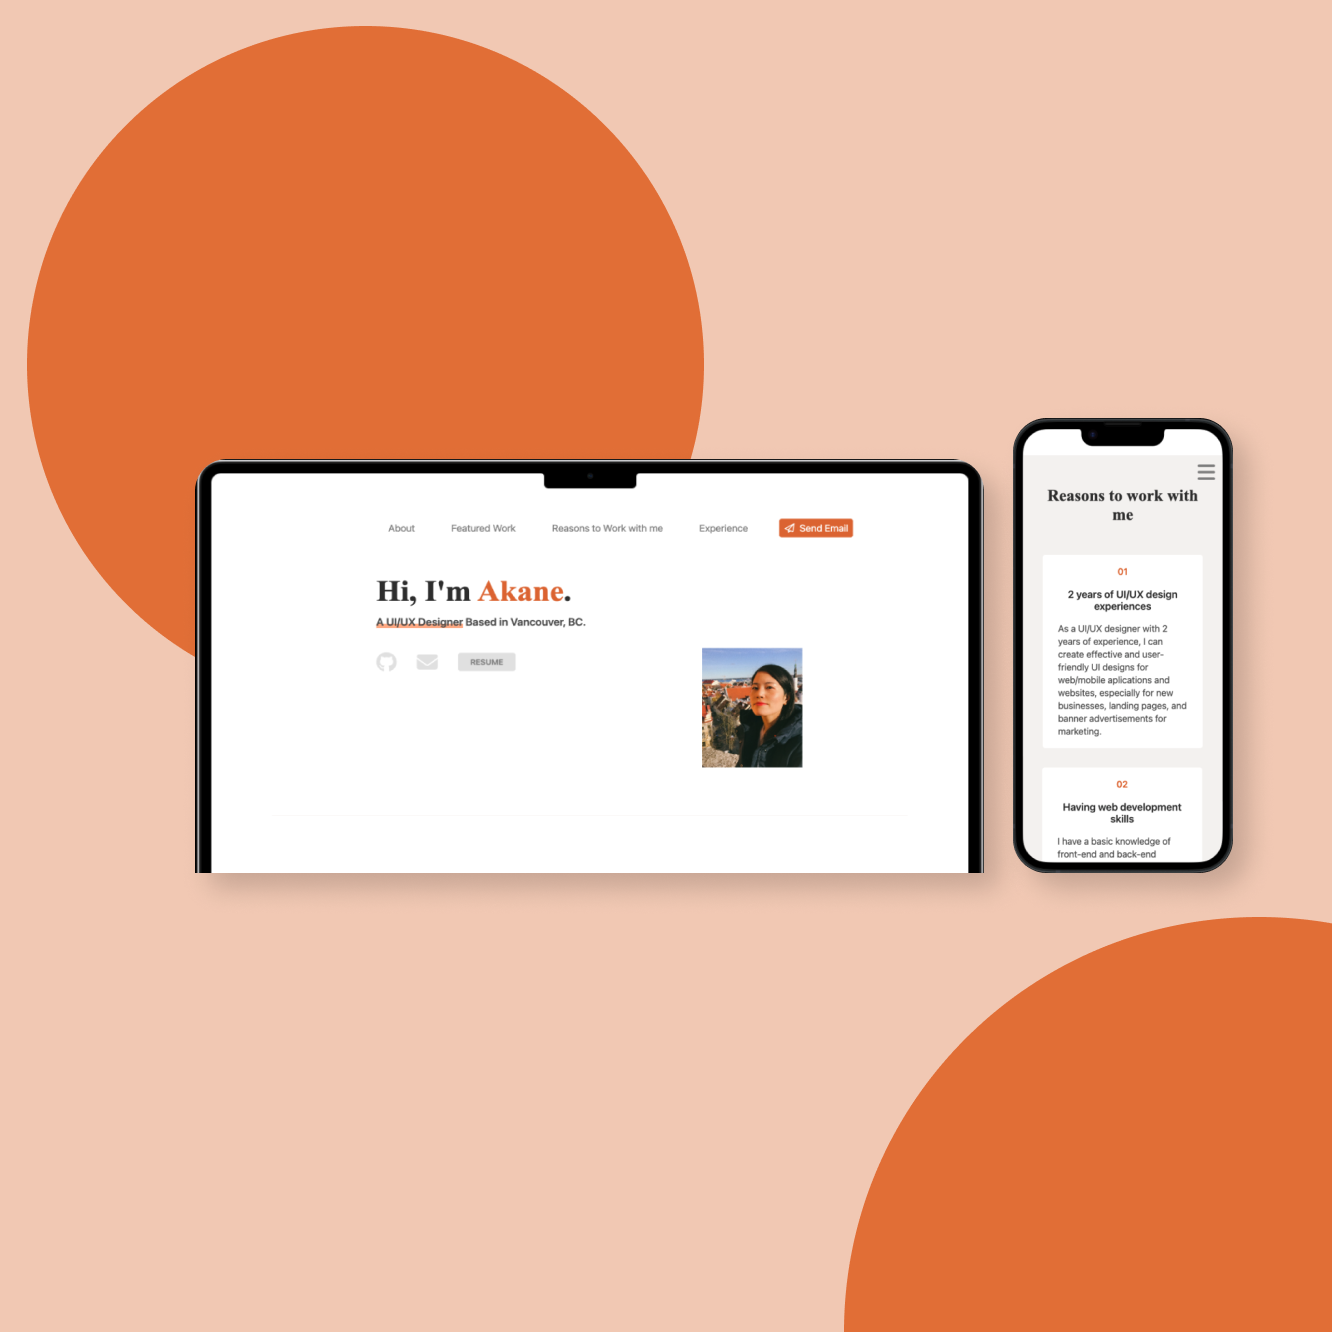 About Featured Work Reasons to Work with me Experience Send Email
Hi, I'm Akane.
A UI/UX Designer Based in Vancouver, BC.
RESUME
Reasons to work with
me
01
2 years of UI/UX design
experiences
As a UI/UX designer with 2
years of experience, I can
create effective and user-
friendly UI designs for
web/mobile aplications and
websites, especially for new
businesses, landing pages, and
banner advertisements for
marketing.
02
Having web development
skills
I have a basic knowledge of
front-end and back-end